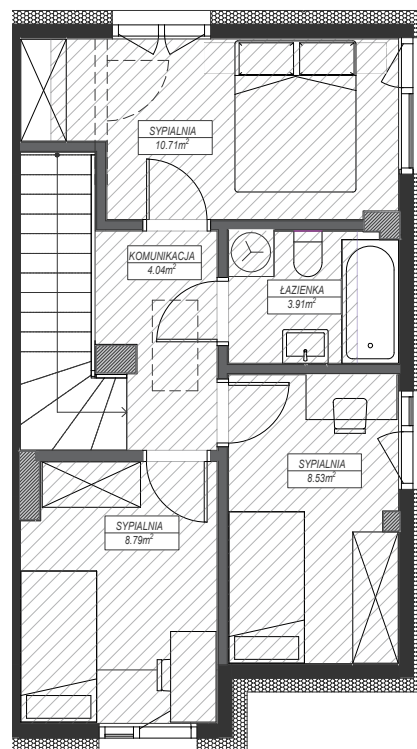 SYPIALNIA
10.71m²
KOMUNIKACJA
4.04m²
ŁAZIENKA
3.91m²
SYPIALNIA
8.53m²
SYPIALNIA
8.79m²